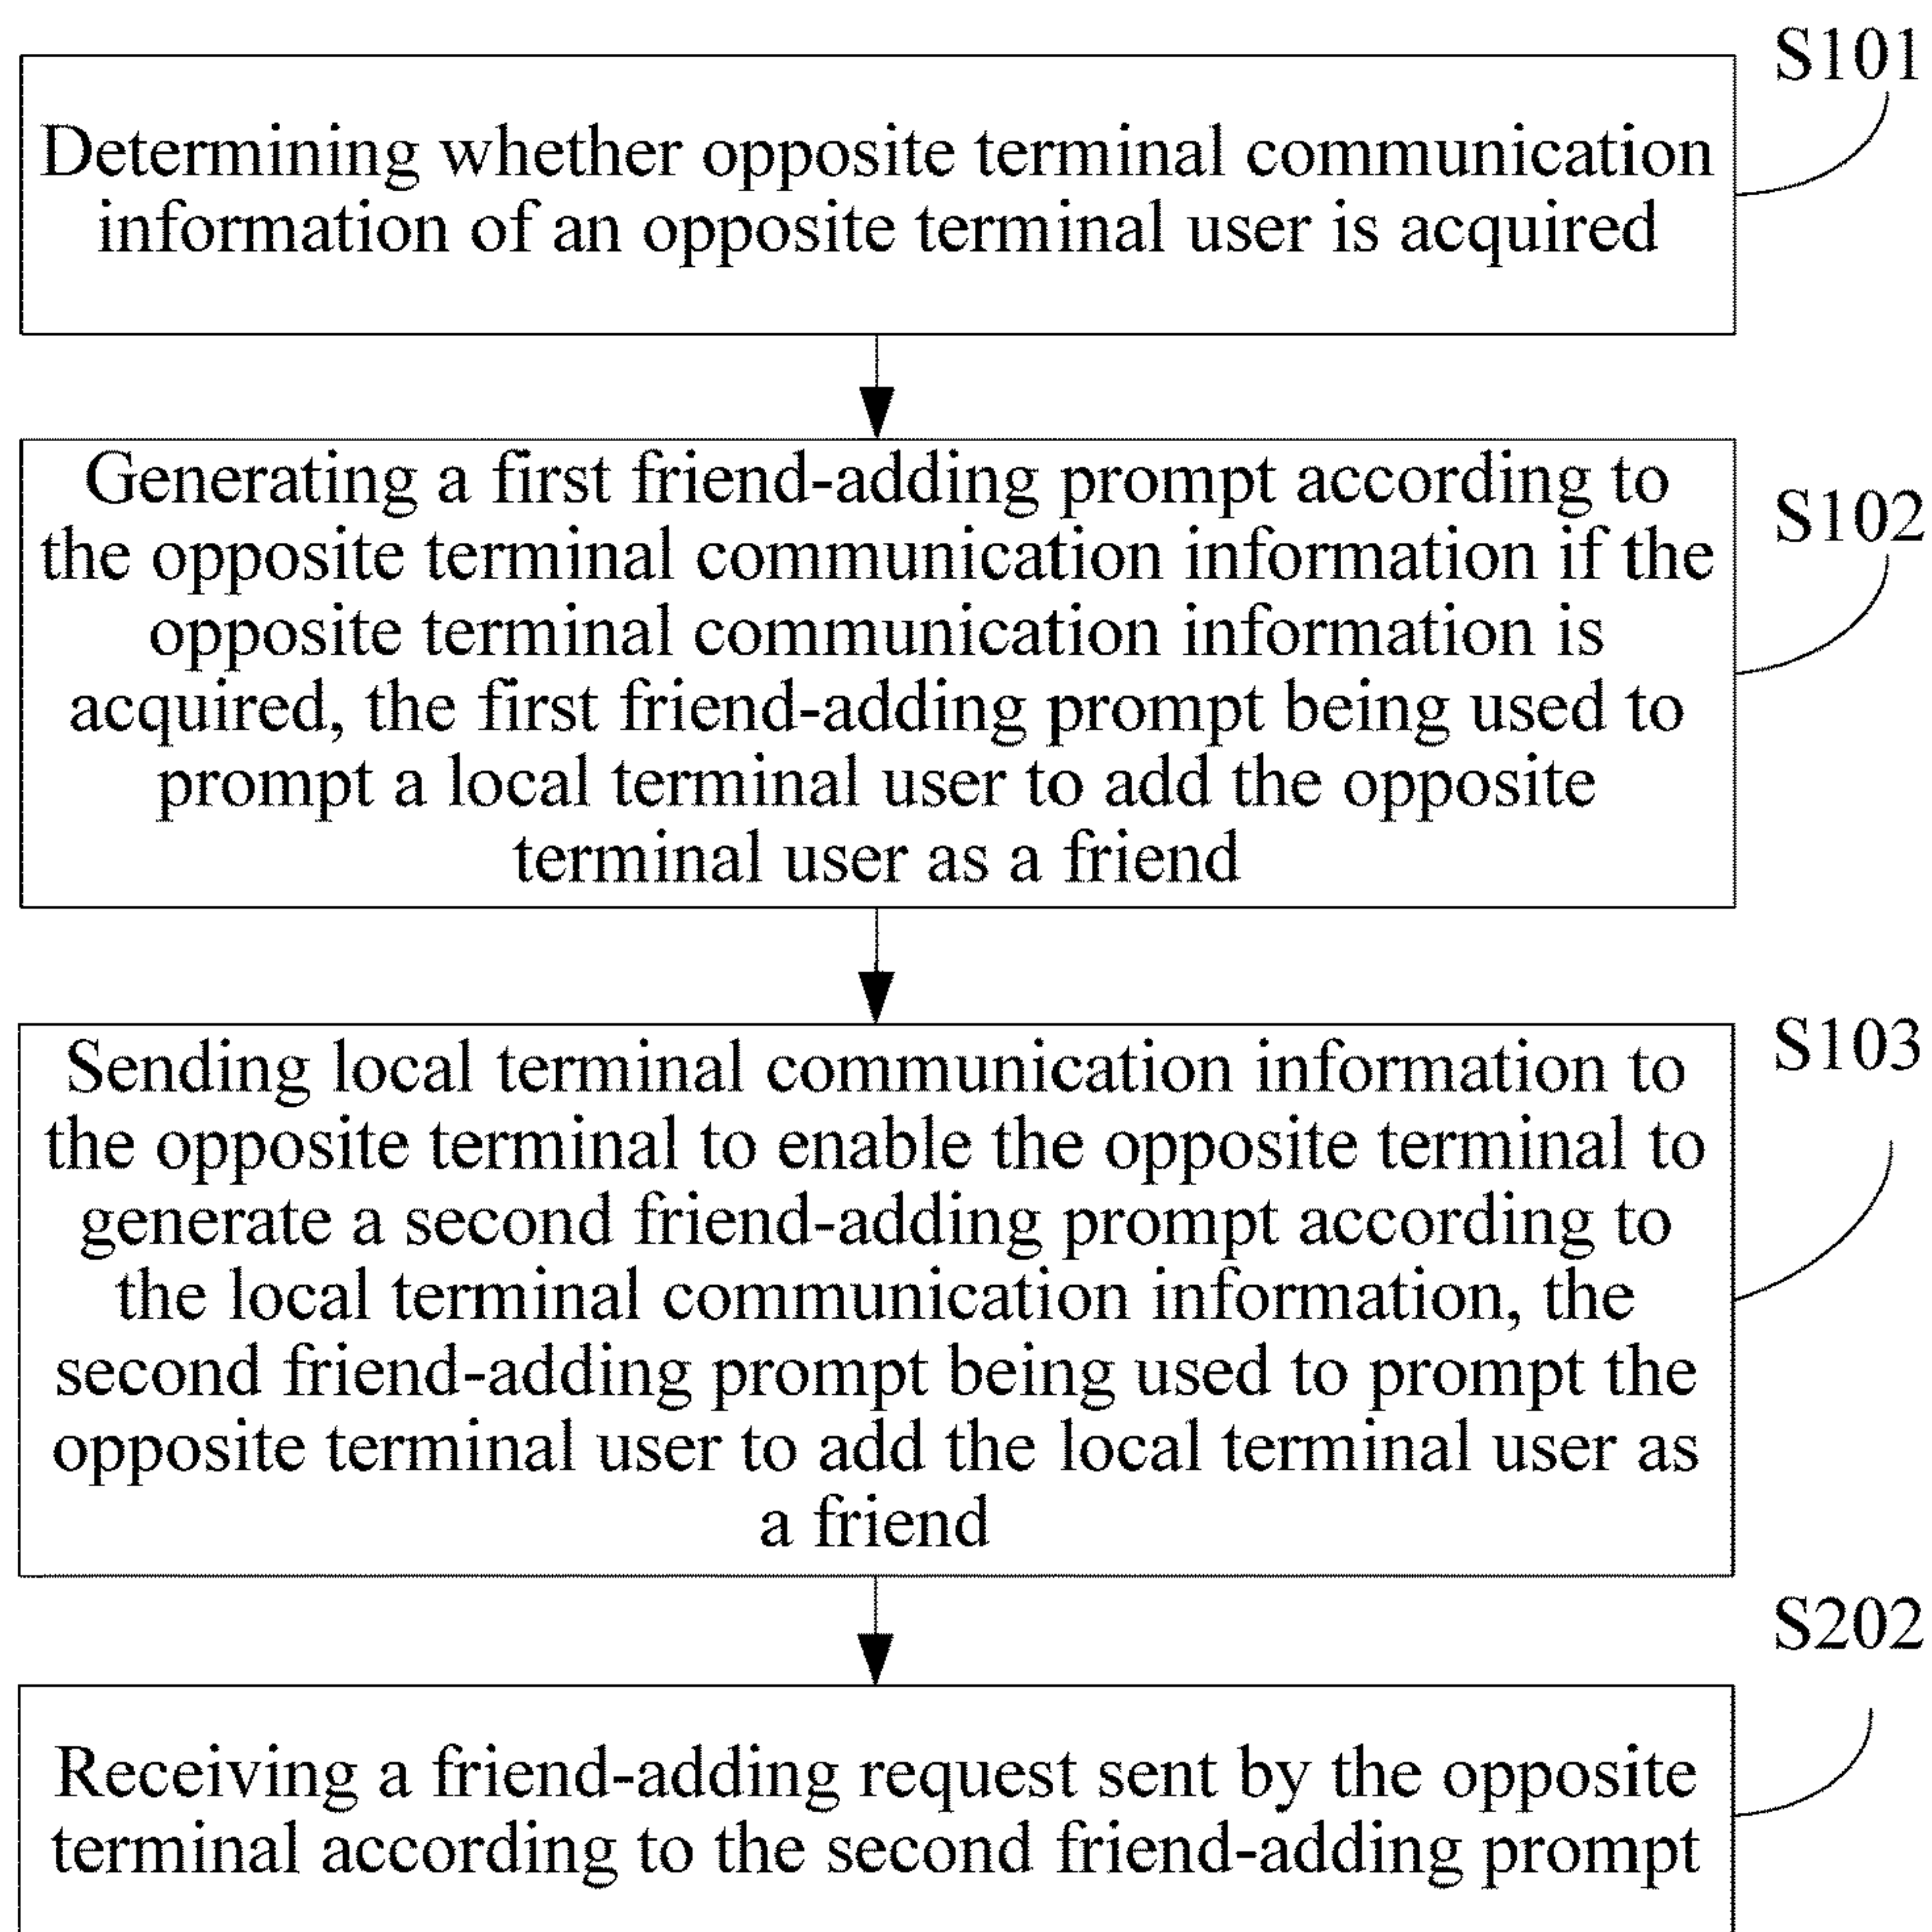 S101
Determining whether opposite terminal communication
information of an opposite terminal user is acquired
Generating a first friend-adding prompt according to
S102
the opposite terminal communication information if the
opposite terminal communication information is
acquired, the first friend-adding prompt being used to
prompt a local terminal user to add the opposite
terminal user as a friend
S103
Sending local terminal communication information to
the opposite terminal to enable the opposite terminal to
generate a second friend-adding prompt according to
the local terminal communication information, the
second friend-adding prompt being used to prompt the
opposite terminal user to add the local terminal user as
a friend
S202
Receiving a friend-adding request sent by the opposite
terminal according to the second friend-adding prompt